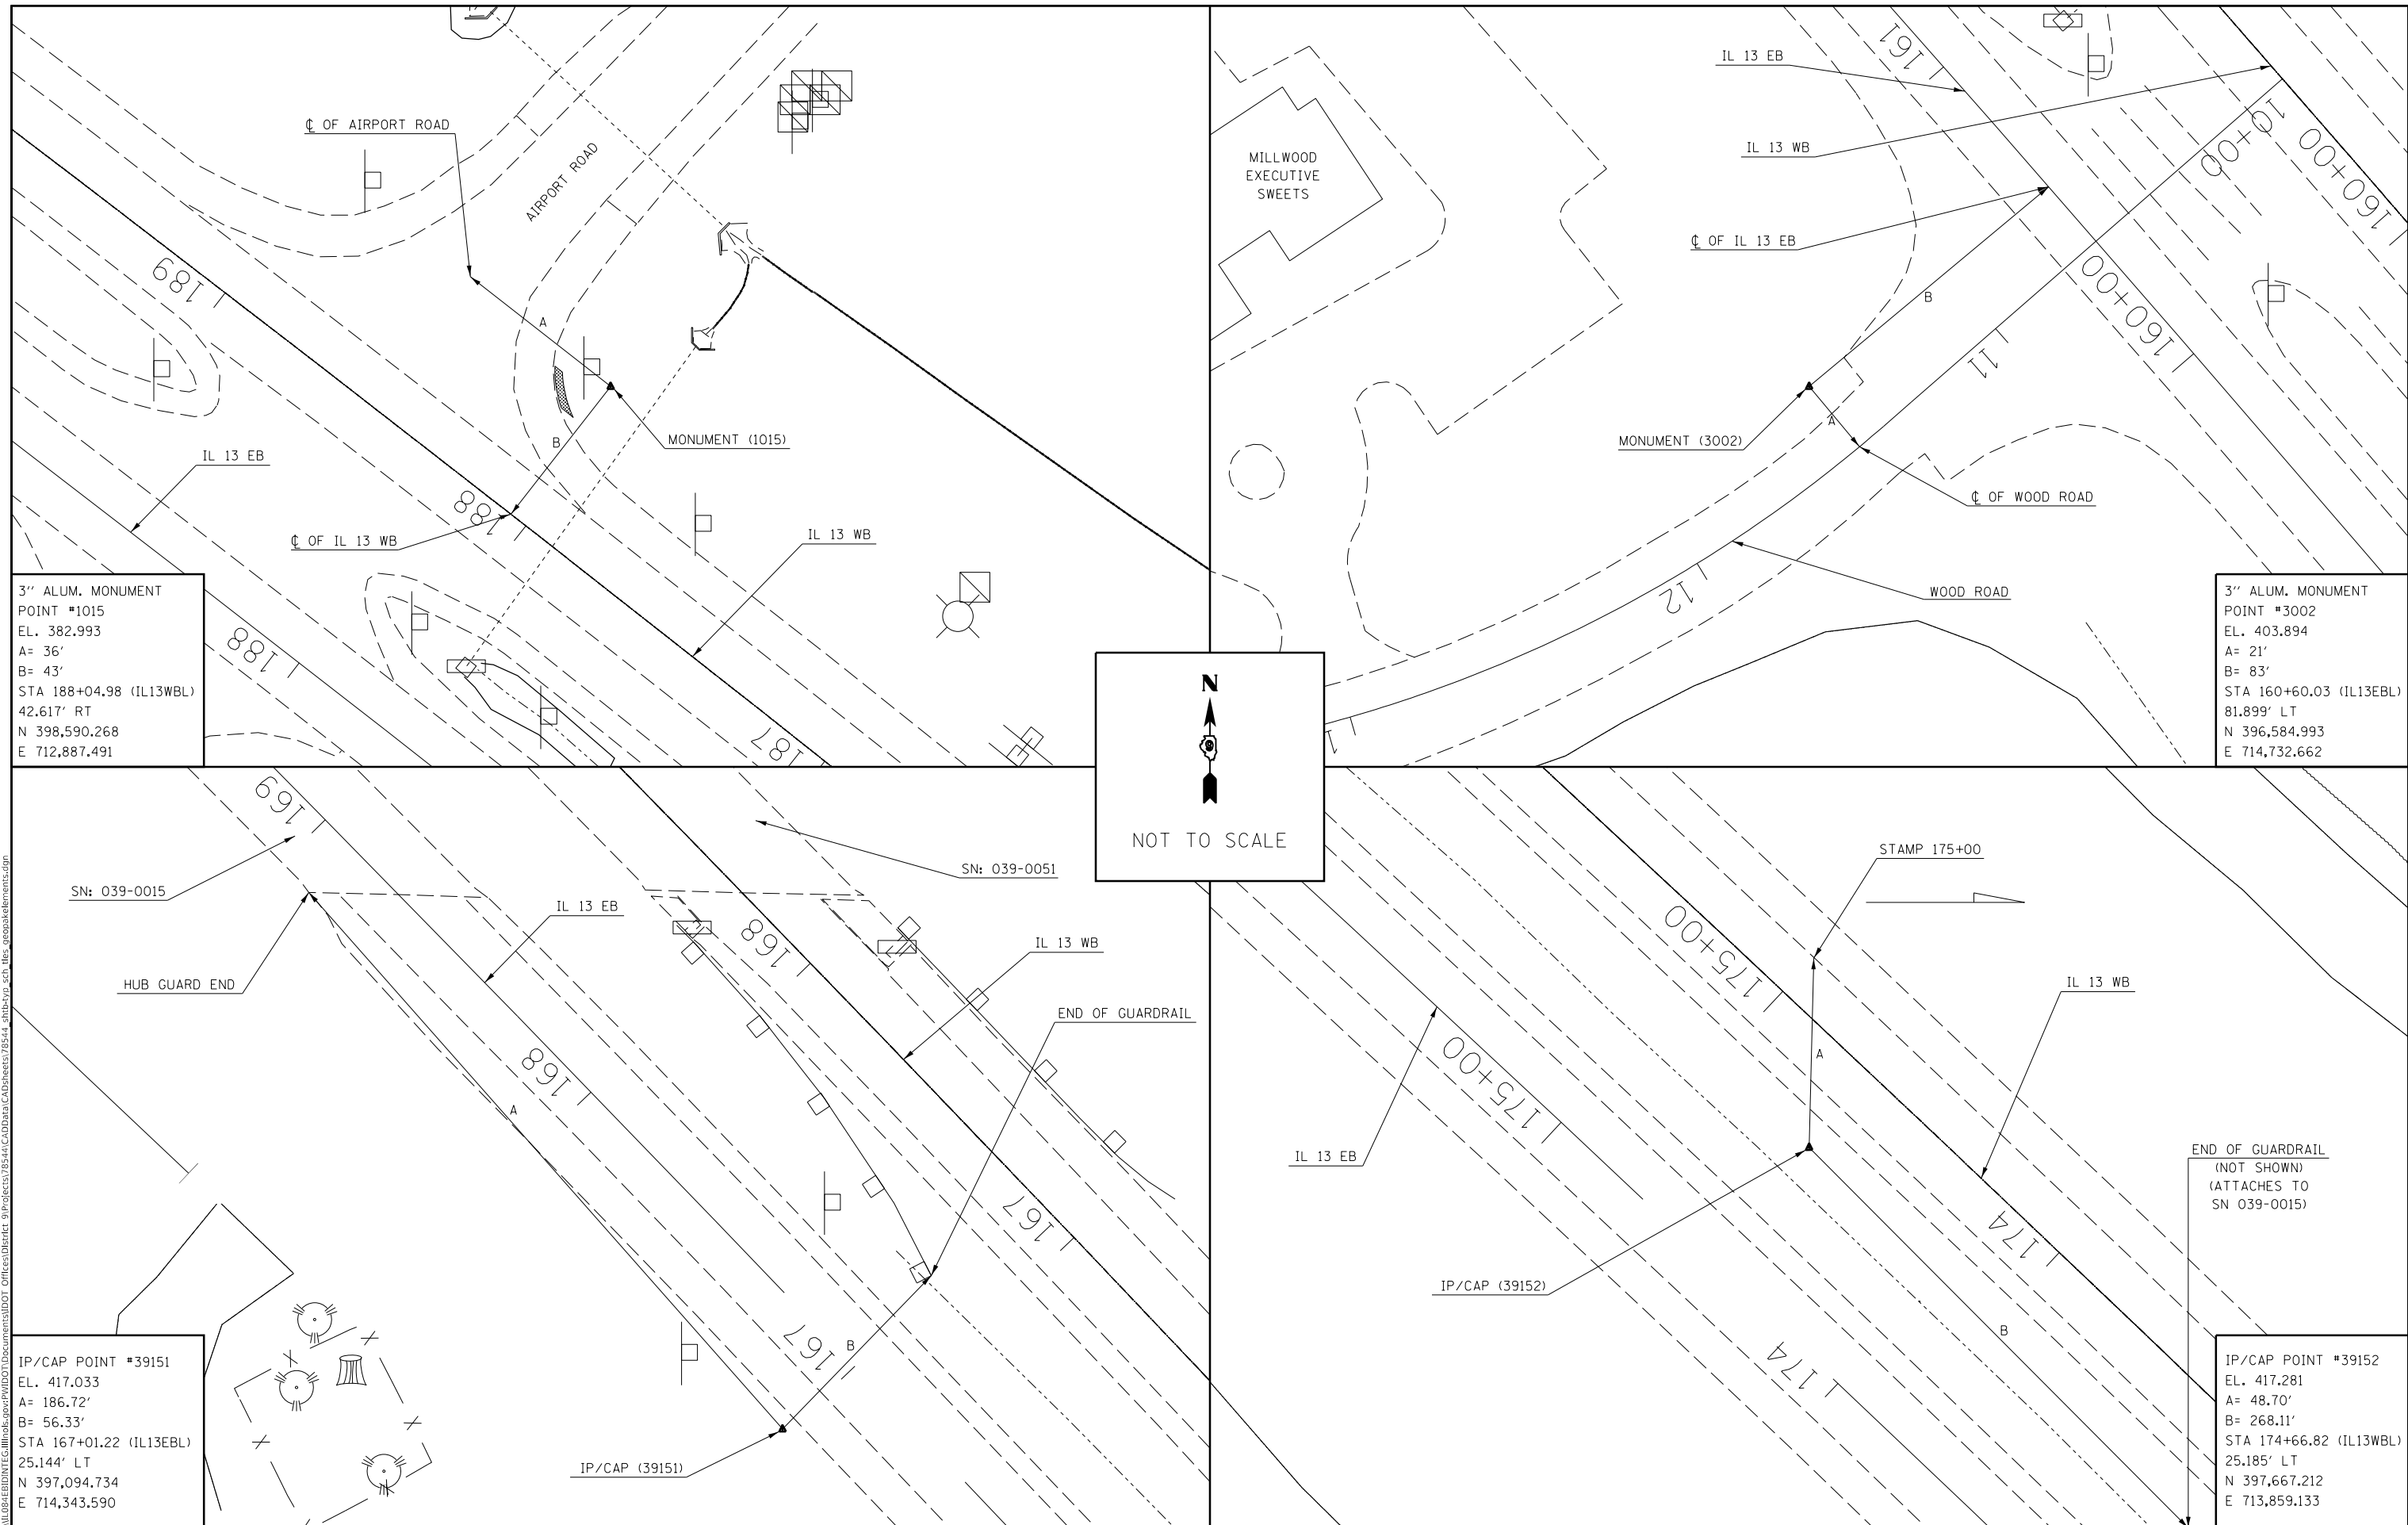 ℄ OF AIRPORT ROAD
AIRPORT ROAD
189
A
B
MONUMENT (1015)
IL 13 EB
188
℄ OF IL 13 WB
IL 13 WB
188
187
3'' ALUM. MONUMENT
POINT #1015
EL. 382.993
A= 36'
B= 43'
STA 188+04.98 (IL13WBL)
42.617' RT
N 398,590.268
E 712,887.491
IL 13 EB
161
IL 13 WB
MILLWOOD
EXECUTIVE
SWEETS
10+00
160+00
℄ OF IL 13 EB
160+00
B
11
A
MONUMENT (3002)
℄ OF WOOD ROAD
WOOD ROAD
12
3'' ALUM. MONUMENT
POINT #3002
EL. 403.894
A= 21'
B= 83'
STA 160+60.03 (IL13EBL)
81.899' LT
N 396,584.993
E 714,732.662
N
9
NOT TO SCALE
169
SN: 039-0015
SN: 039-0051
IL 13 EB
168
IL 13 WB
HUB GUARD END
END OF GUARDRAIL
168
A
167
167
B
IP/CAP (39151)
IP/CAP POINT #39151
EL. 417.033
A= 186.72'
B= 56.33'
STA 167+01.22 (IL13EBL)
25.144' LT
N 397,094.734
E 714,343.590
STAMP 175+00
175+00
IL 13 WB
175+00
A
IL 13 EB
END OF GUARDRAIL
(NOT SHOWN)
(ATTACHES TO
SN 039-0015)
174
IP/CAP (39152)
B
174
IP/CAP POINT #39152
EL. 417.281
A= 48.70'
B= 268.11'
STA 174+66.82 (IL13WBL)
25.185' LT
N 397,667.212
E 713,859.133